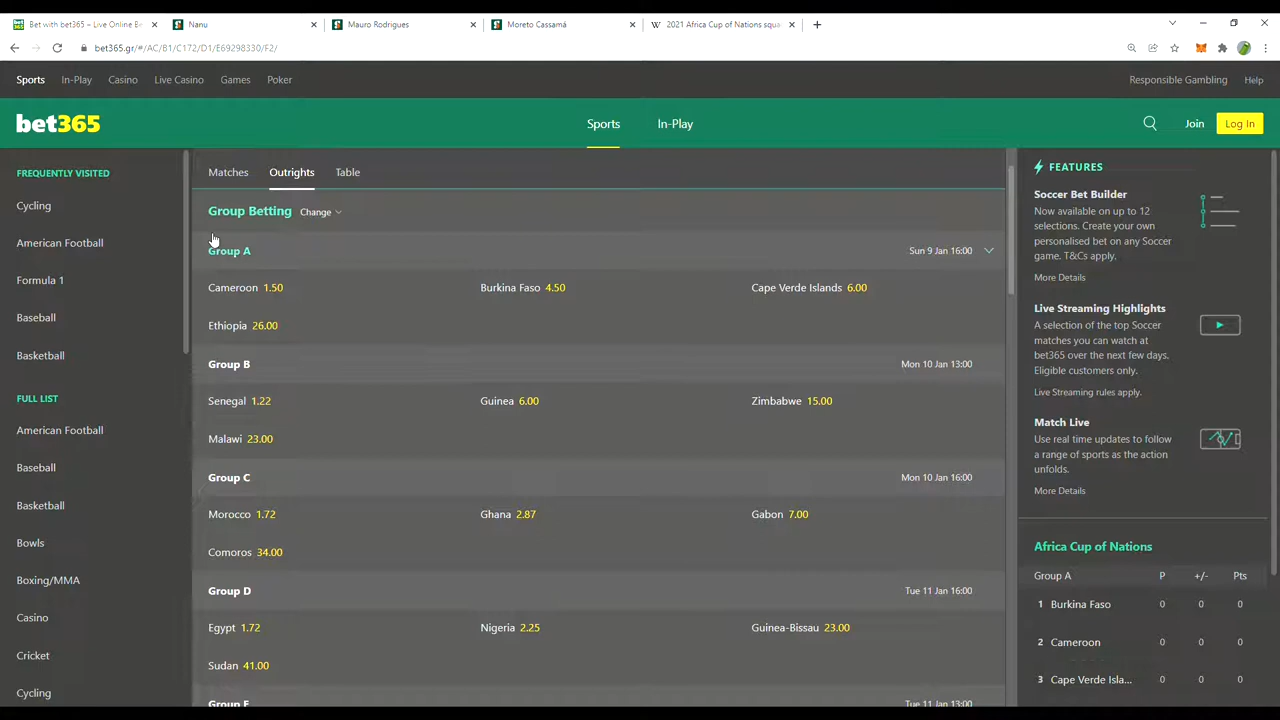 Bet with bet365 – Live Online Be
Nanu
Mauro Rodrigues
Moreto Cassamá
2021 Africa Cup of Nations squa
bet365.gr/#/AC/B1/C172/D1/E69298330/F2/
Sports In-Play Casino Live Casino Games Poker
Responsible Gambling Help
bet365
Sports In-Play
Join Log In
FREQUENTLY VISITED
Cycling
American Football
Formula 1
Baseball
Basketball
FULL LIST
American Football
Baseball
Basketball
Bowls
Boxing/MMA
Casino
Cricket
Cycling
Matches Outrights Table
Group Betting Change
Group A Sun 9 Jan 16:00
Cameroon 1.50 Burkina Faso 4.50 Cape Verde Islands 6.00
Ethiopia 26.00
Group B Mon 10 Jan 13:00
Senegal 1.22 Guinea 6.00 Zimbabwe 15.00
Malawi 23.00
Group C Mon 10 Jan 16:00
Morocco 1.72 Ghana 2.87 Gabon 7.00
Comoros 34.00
Group D Tue 11 Jan 16:00
Egypt 1.72 Nigeria 2.25 Guinea-Bissau 23.00
Sudan 41.00
Group E Tue 11 Jan 13:00
FEATURES
Soccer Bet Builder
Now available on up to 12
selections. Create your own
personalised bet on any Soccer
game. T&Cs apply.
More Details
Live Streaming Highlights
A selection of the top Soccer
matches you can watch at
bet365 over the next few days.
Eligible customers only.
Live Streaming rules apply.
Match Live
Use real time updates to follow
a range of sports as the action
unfolds.
More Details
Africa Cup of Nations
Group A P +/- Pts
1 Burkina Faso 0 0 0
2 Cameroon 0 0 0
3 Cape Verde Isla... 0 0 0